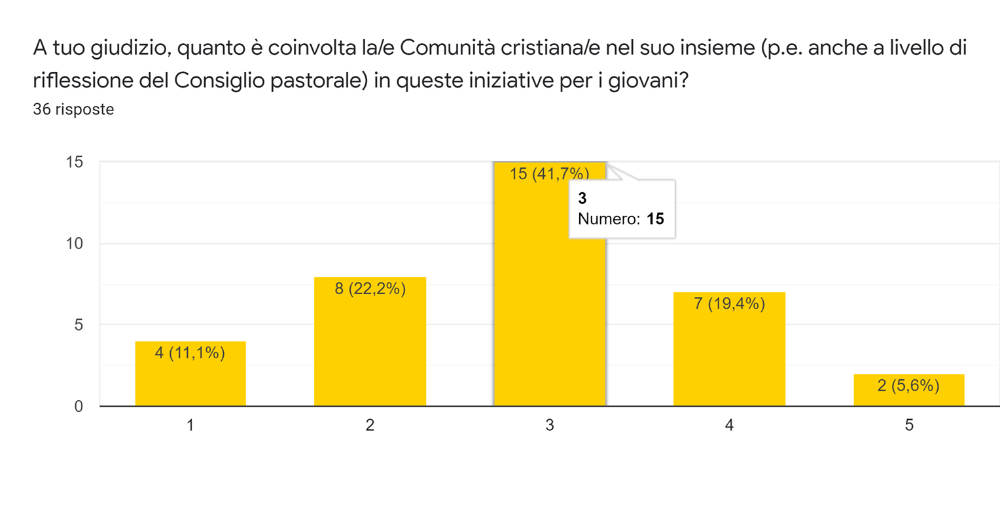 A tuo giudizio, quanto è coinvolta la/e Comunità cristiana/e nel suo insieme (p.e. anche a livello di
riflessione del Consiglio pastorale) in queste iniziative per i giovani?
36 risposte
15
15 (41,7%)
3
Numero: 15
10
8 (22,2%)
7 (19,4%)
5
4 (11,1%)
2 (5,6%)
0
1 2 3 4 5